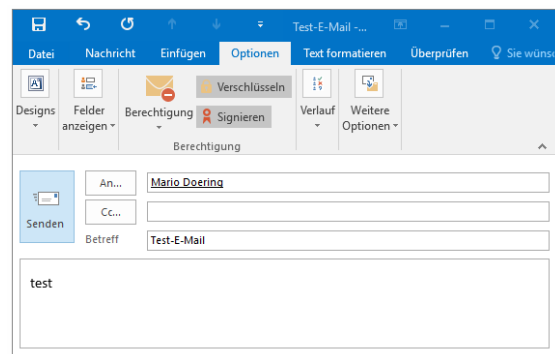 Test-E-Mail -...
Datei Nachricht Einfügen Optionen Text formatieren Überprüfen Sie wünsc
Designs
Felder anzeigen
Berechtigung
Verschlüsseln
Signieren
Verlauf
Weitere Optionen
Berechtigung
Senden
An... Mario Doering
Cc...
Betreff Test-E-Mail
test